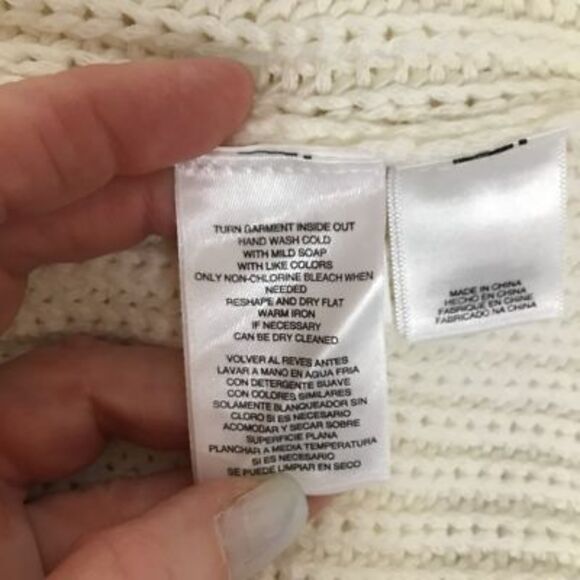 TURN GARMENT INSIDE OUT
HAND WASH COLD
WITH MILD SOAP
WITH LIKE COLORS
ONLY NON-CHLORINE BLEACH WHEN
NEEDED
RESHAPE AND DRY FLAT
WARM IRON
IF NECESSARY
CAN BE DRY CLEANED
VOLVER AL REVES ANTES
LAVAR A MANO EN AGUA FRIA
CON DETERGENTE SUAVE
CON COLORES SIMILARES
SOLAMENTE BLANQUEADOR SIN
CLORO SI ES NECESARIO
ACOMODAR Y SECAR SOBRE
SUPERFICIE PLANA
PLANCHAR A MEDIA TEMPERATURA
SI ES NECESARIO
SE PUEDE LIMPIAR EN SECO
MADE IN CHINA
HECHO EN CHINA
FABRIQUE EN CHINE
FABRICADO NA CHINA